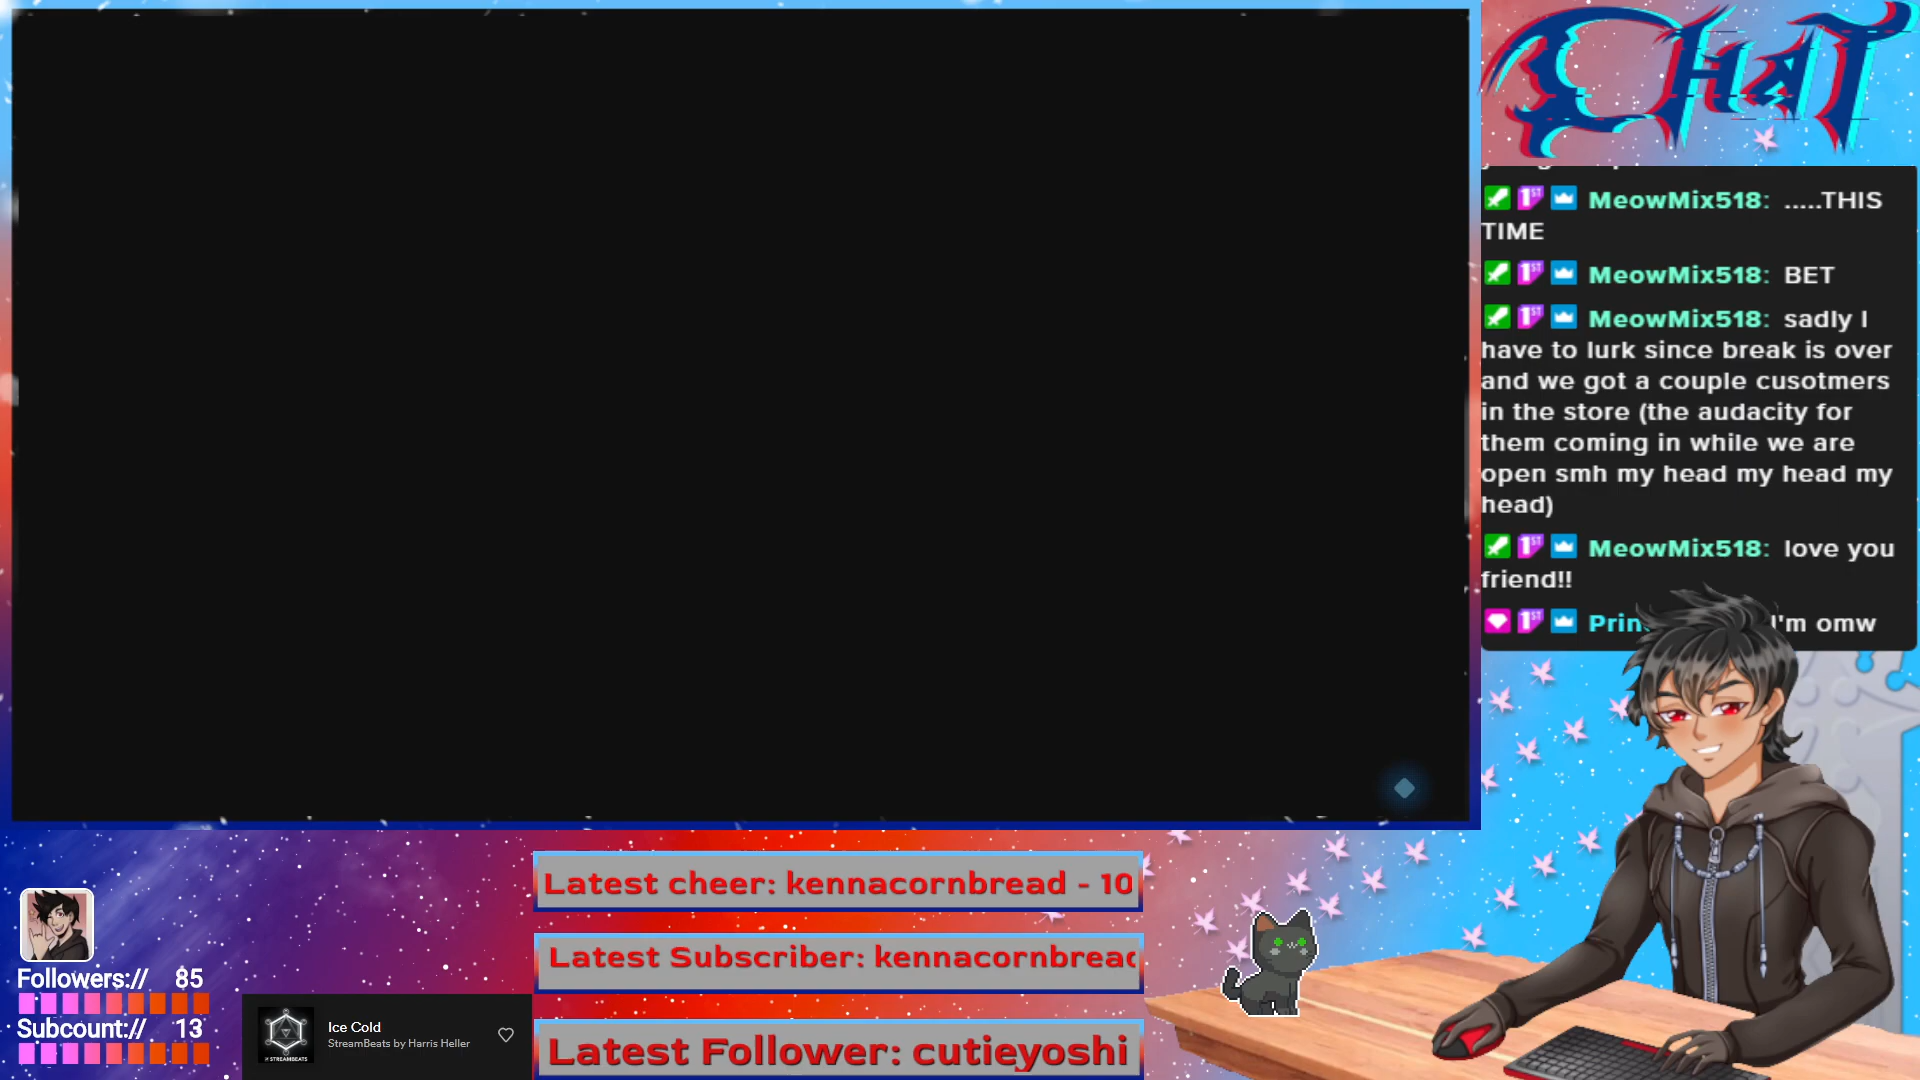 CHAT
MeowMix518: .....THIS
TIME
MeowMix518: BET
MeowMix518: sadly I
have to lurk since break is over
and we got a couple cusotmers
in the store (the audacity for
them coming in while we are
open smh my head my head my
head)
MeowMix518: love you
friend!!
I'm omw
Latest cheer: kennacornbread - 10
Latest Subscriber: kennacornbread
Latest Follower: cutieyoshi
Followers:// 85
Subcount:// 13
Ice Cold
StreamBeats by Harris Heller
STREAMBEATS